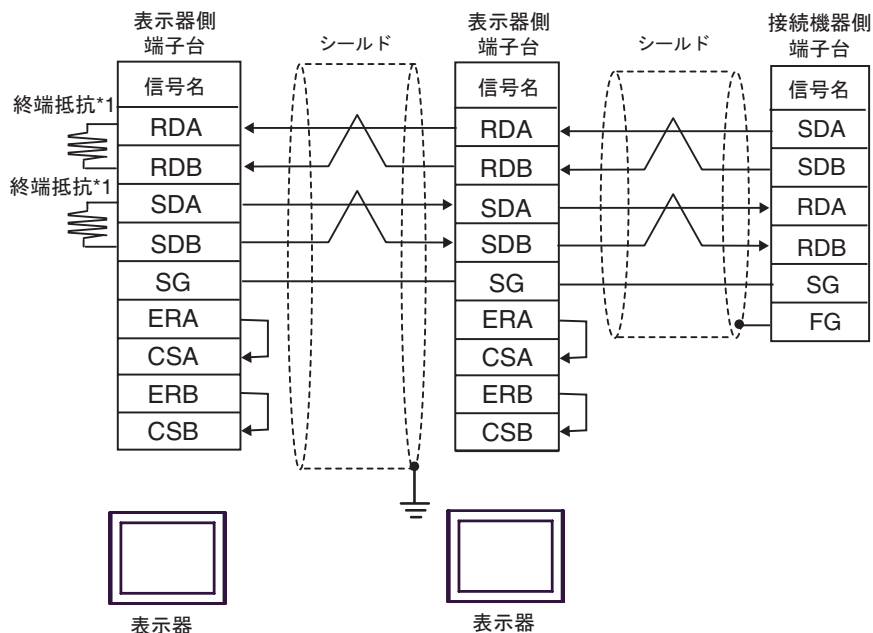 表示器側
端子台
シールド
表示器側
端子台
シールド
接続機器側
端子台
終端抵抗*1
終端抵抗*1
信号名
RDA
RDB
SDA
SDB
SG
ERA
CSA
ERB
CSB
信号名
RDA
RDB
SDA
SDB
SG
ERA
CSA
ERB
CSB
信号名
SDA
SDB
RDA
RDB
SG
FG
表示器
表示器